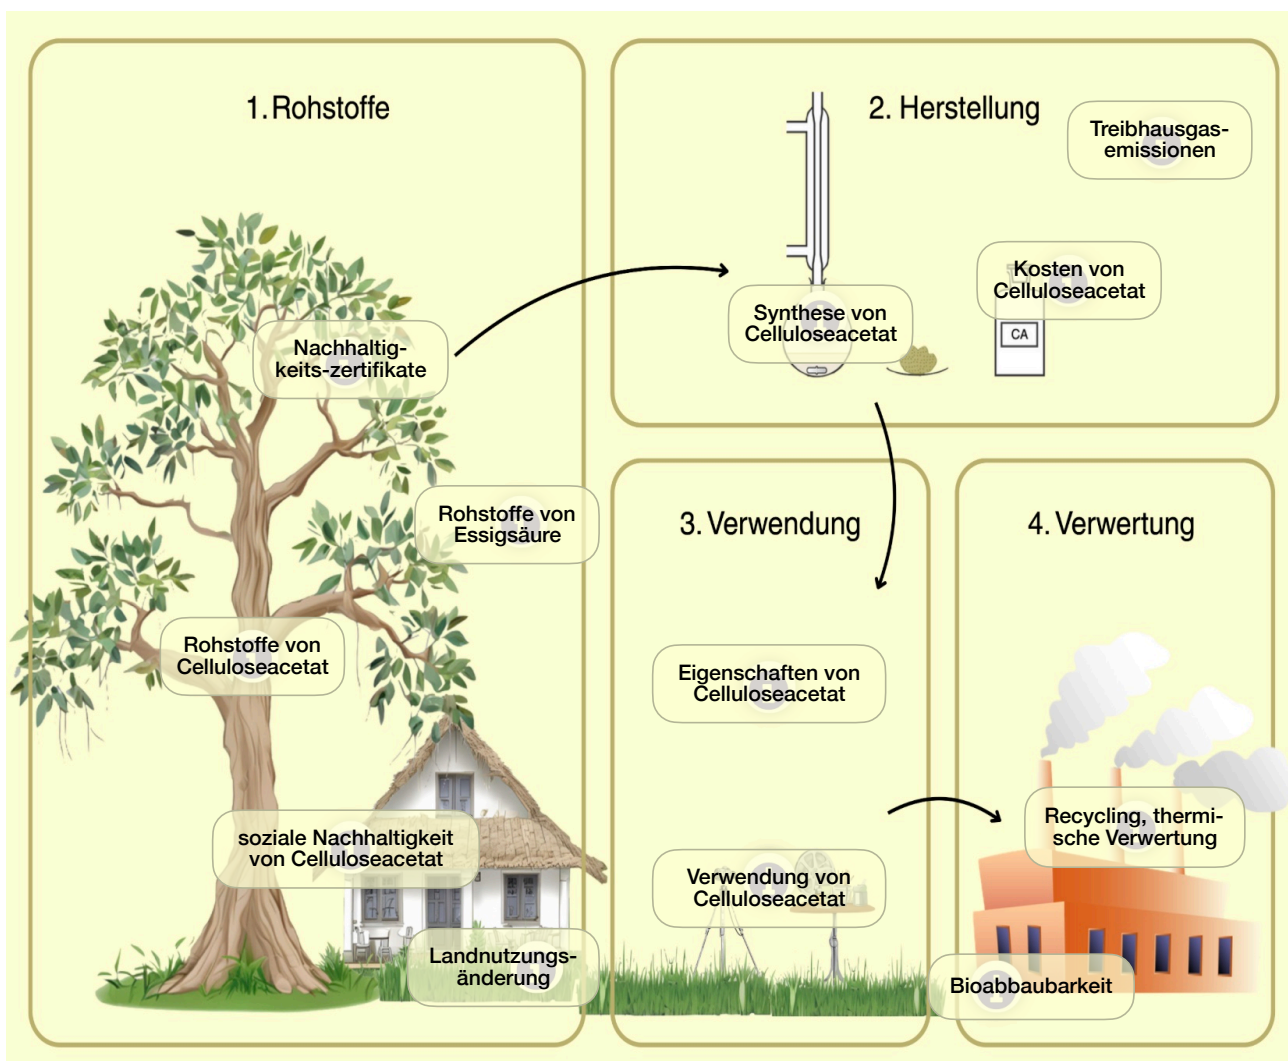 1. Rohstoffe
Nachhaltig-
keits-zertifikate
Rohstoffe von
Essigsäure
Rohstoffe von
Celluloseacetat
soziale Nachhaltigkeit
von Celluloseacetat
Landnutzungs-
änderung
2. Herstellung
Treibhausgas-
emissionen
Kosten von
Celluloseacetat
Synthese von
Celluloseacetat
CA
3. Verwendung
Eigenschaften von
Celluloseacetat
Verwendung von
Celluloseacetat
4. Verwertung
Recycling, thermi-
sche Verwertung
Bioabbaubarkeit